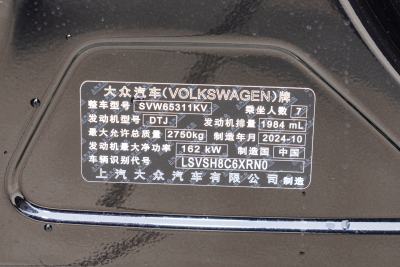 大众汽车(VOLKSWAGEN)牌
整车型号 SVW65311KV 乘坐人数 7
发动机型号 DTJ 发动机排量 1984 mL
最大允许总质量 2750kg 制造年月 2024-10
发动机最大净功率 162 kW 制造国 中国
车辆识别代号 LSVSH8C6XRN0
上汽大众汽车有限公司 制造